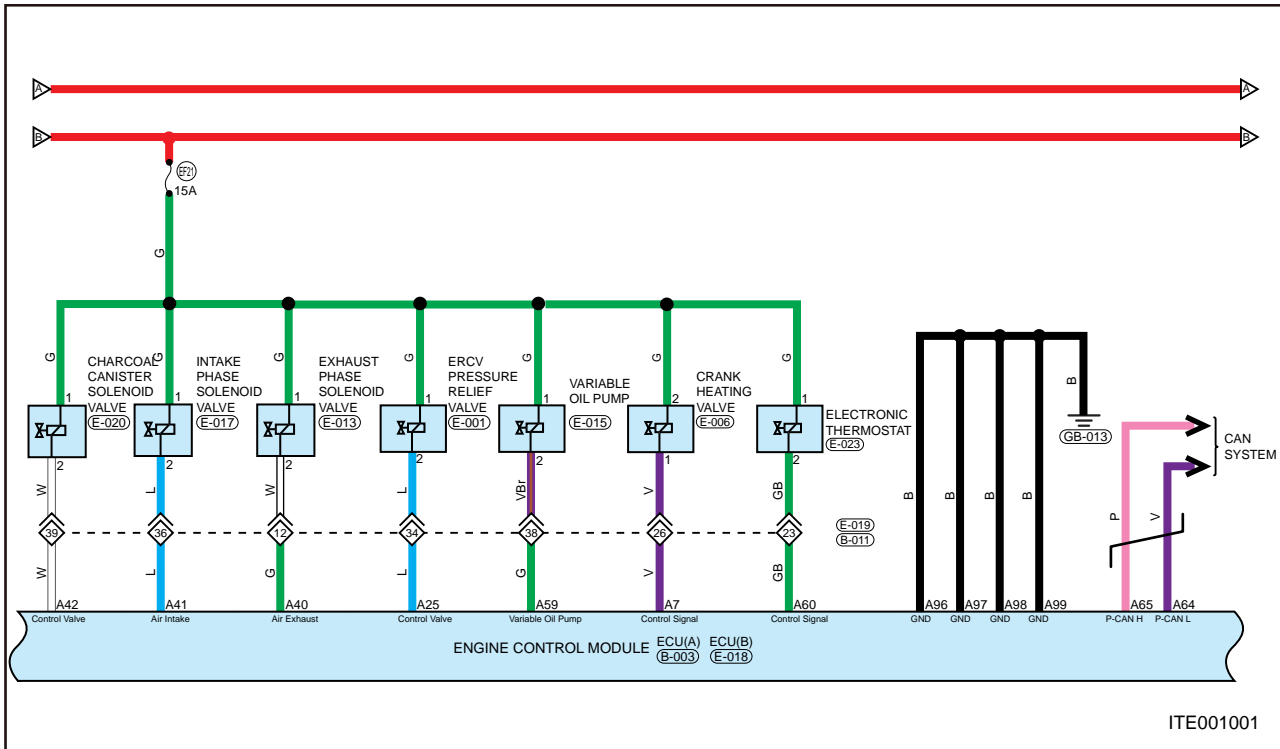 A
A
B
B
EF21
15A
G
G
G
G
G
G
G
G
CHARCOAL
CANISTER
SOLENOID
VALVE
E-020
INTAKE
PHASE
SOLENOID
VALVE
E-017
EXHAUST
PHASE
SOLENOID
VALVE
E-013
ERCV
PRESSURE
RELIEF
VALVE
E-001
VARIABLE
OIL PUMP
E-015
CRANK
HEATING
VALVE
E-006
ELECTRONIC
THERMOSTAT
E-023
1
1
1
1
1
2
1
2
2
2
2
2
1
2
W
L
W
L
VBr
V
GB
39
36
12
34
38
26
23
E-019
B-011
W
L
G
L
G
V
GB
B
B
B
B
B
GB-013
P
V
CAN
SYSTEM
A42
A41
A40
A25
A59
A7
A60
A96
A97
A98
A99
A65
A64
Control Valve
Air Intake
Air Exhaust
Control Valve
Variable Oil Pump
Control Signal
Control Signal
GND
GND
GND
GND
P-CAN H
P-CAN L
ENGINE CONTROL MODULE
ECU(A)
B-003
ECU(B)
E-018
ITE001001